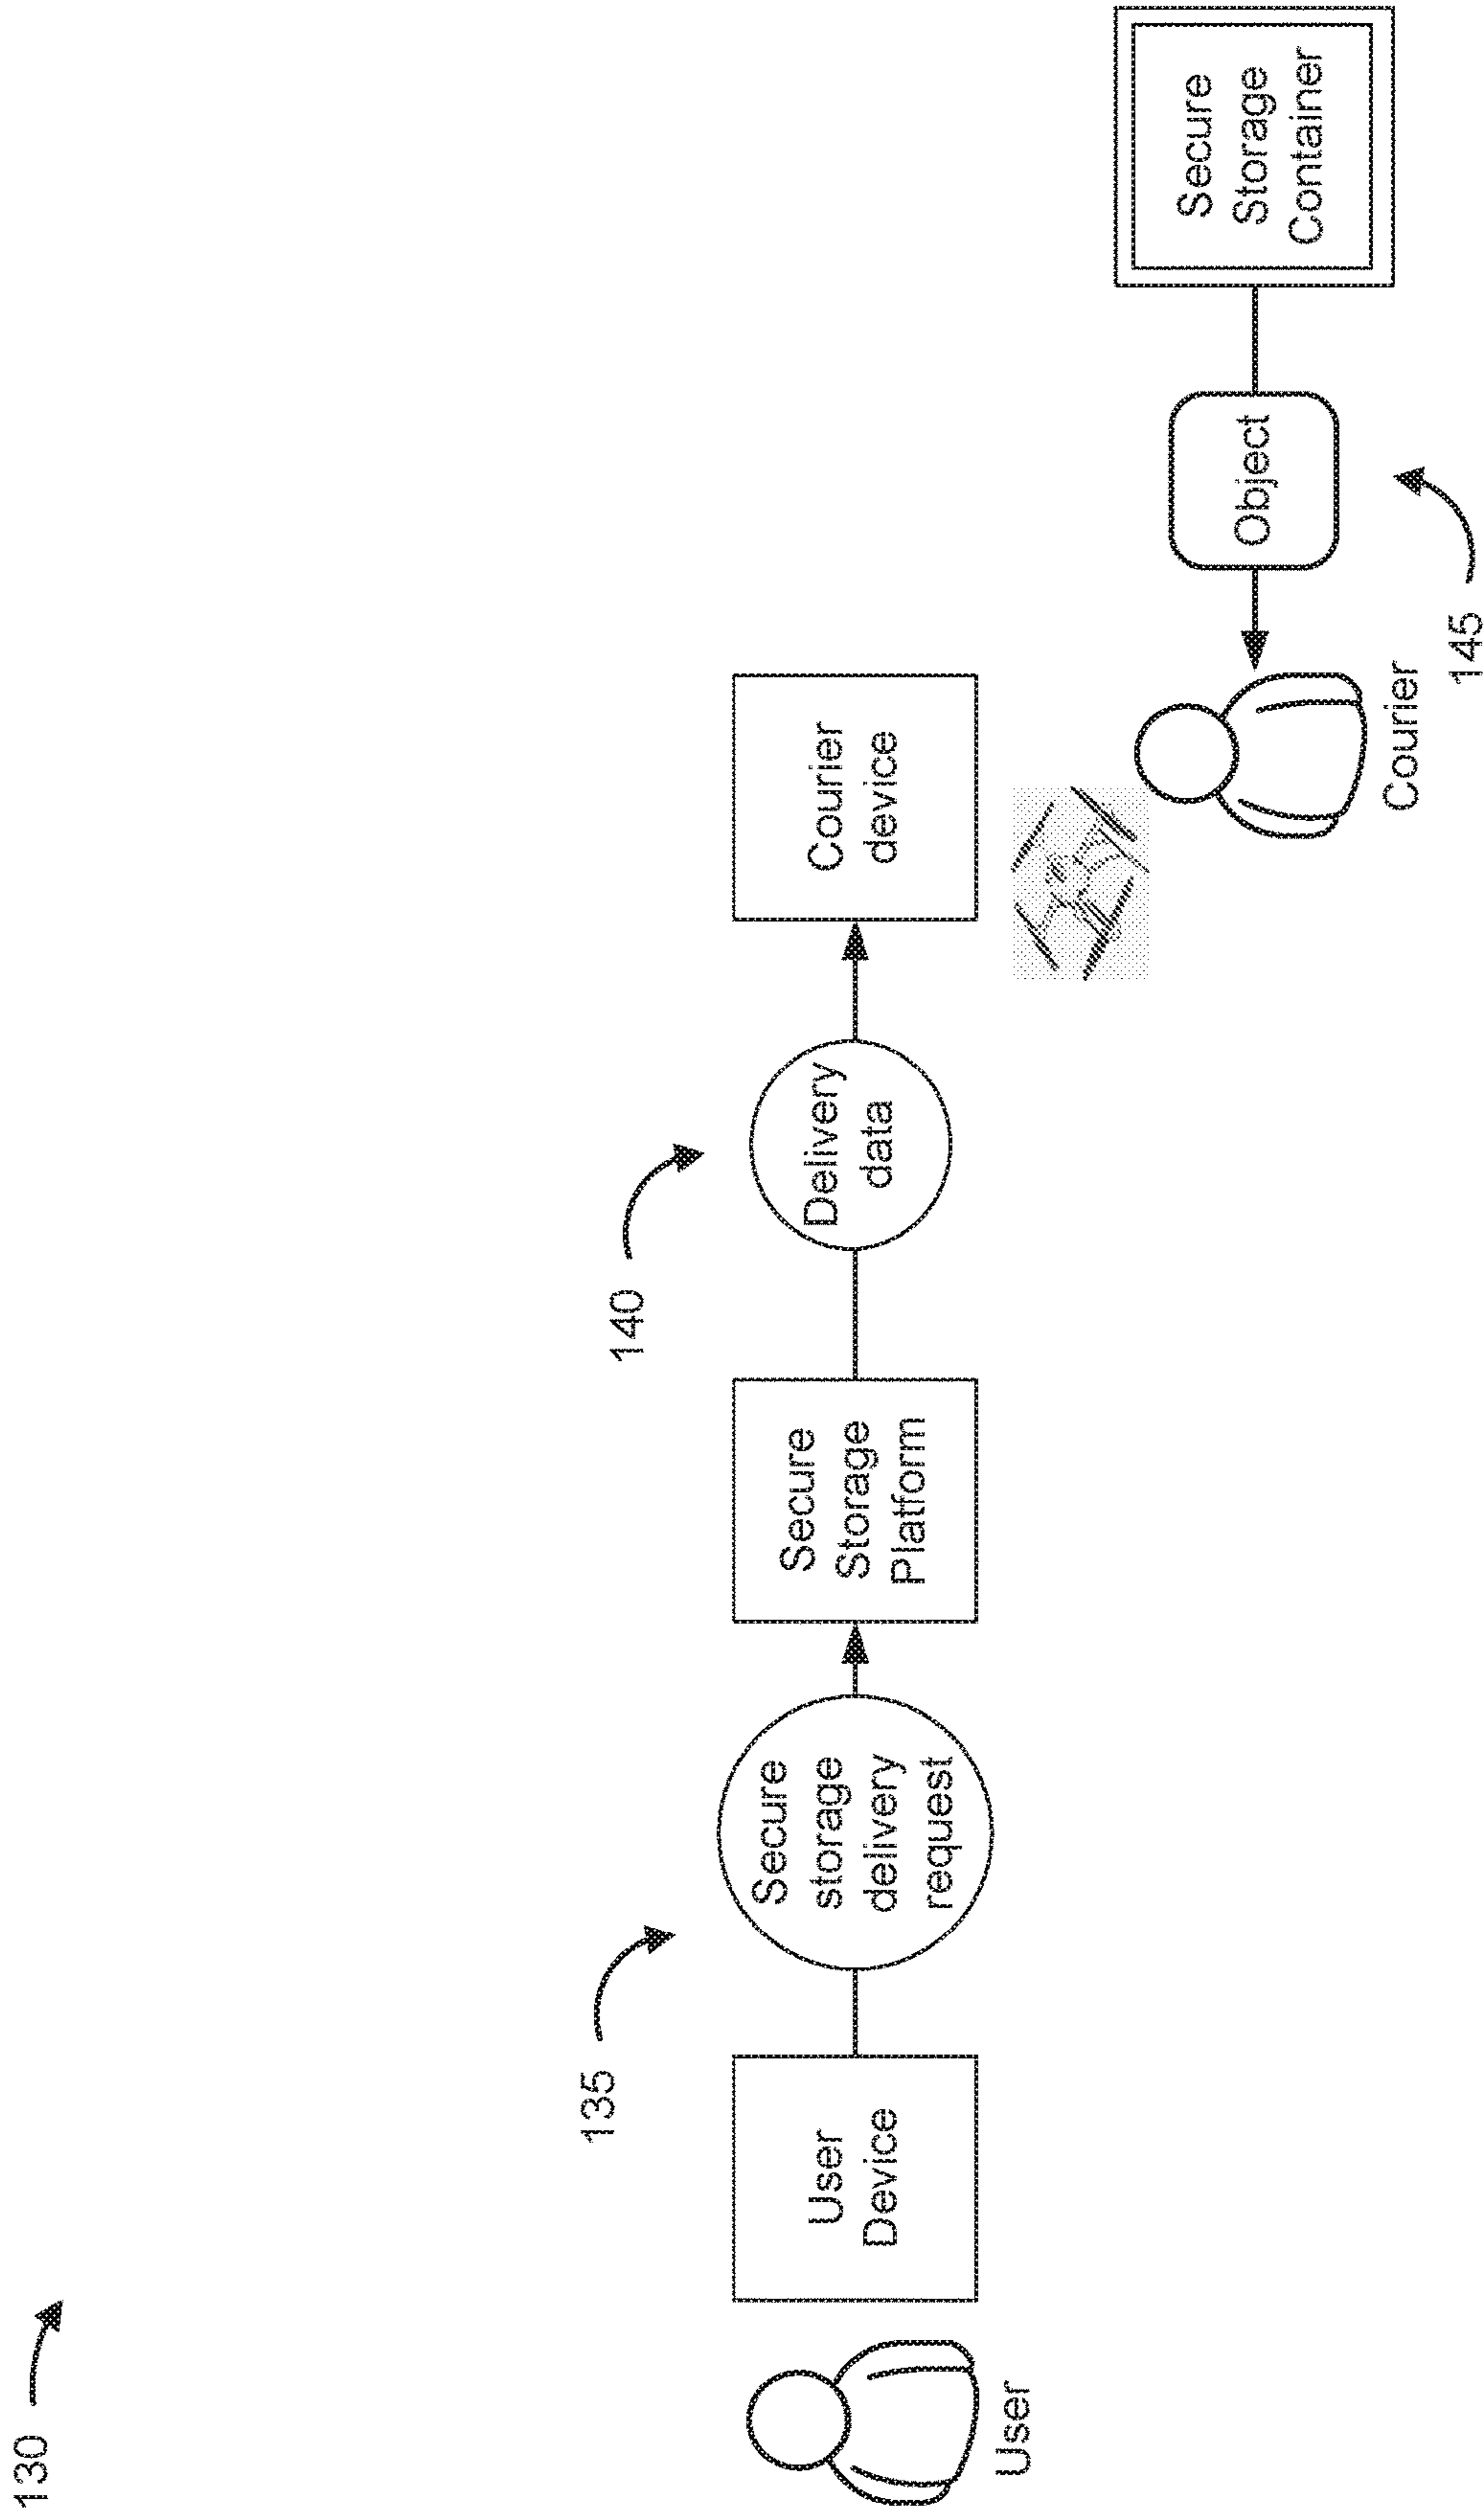 130
135
140
User
Device
Secure
storage
delivery
request
Secure
Storage
Platform
Delivery
data
Courier
device
User
Courier
Object
Secure
Storage
Container
145